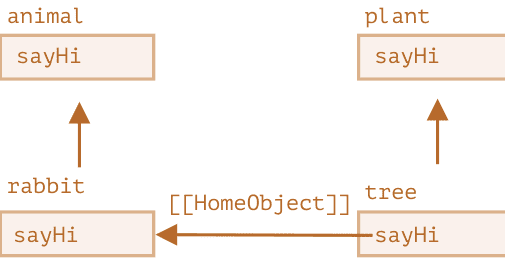 animal
sayHi
plant
sayHi
rabbit
sayHi
[[HomeObject]]
tree
sayHi